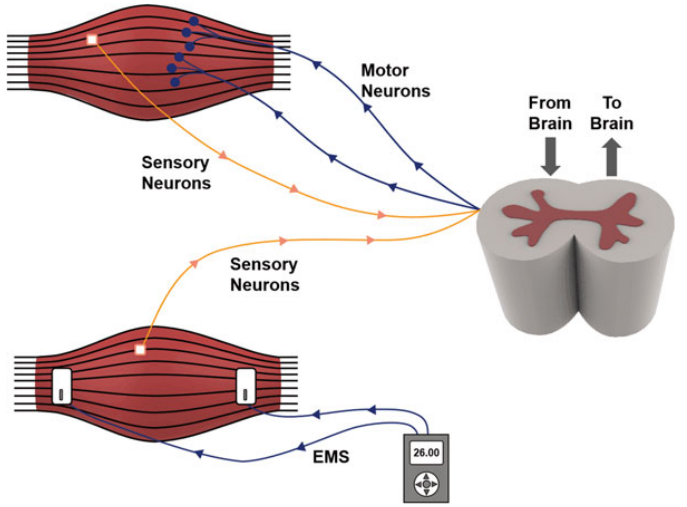 Motor
Neurons
From
Brain
To
Brain
Sensory
Neurons
Sensory
Neurons
EMS
26.00